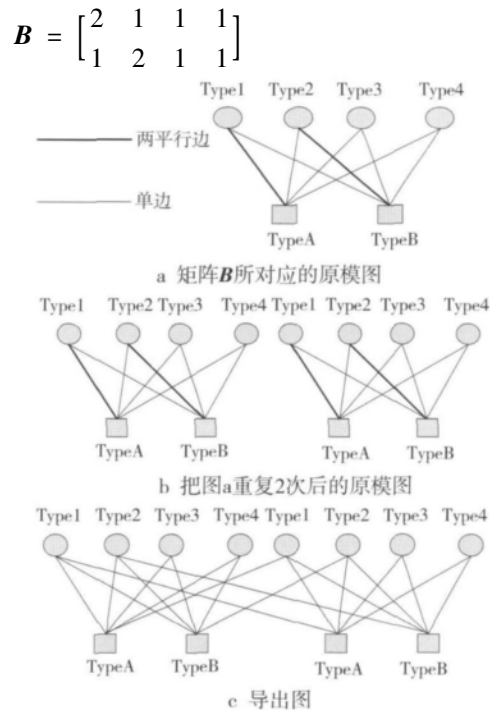 B = [2 1 1 1
1 2 1 1]
Type1 Type2 Type3 Type4
两平行边
单边
TypeA TypeB
a 矩阵B所对应的原模图
Type1 Type2 Type3 Type4 Type1 Type2 Type3 Type4
TypeA TypeB TypeA TypeB
b 把图a重复2次后的原模图
Type1 Type2 Type3 Type4 Type1 Type2 Type3 Type4
TypeA TypeB TypeA TypeB
c 导出图